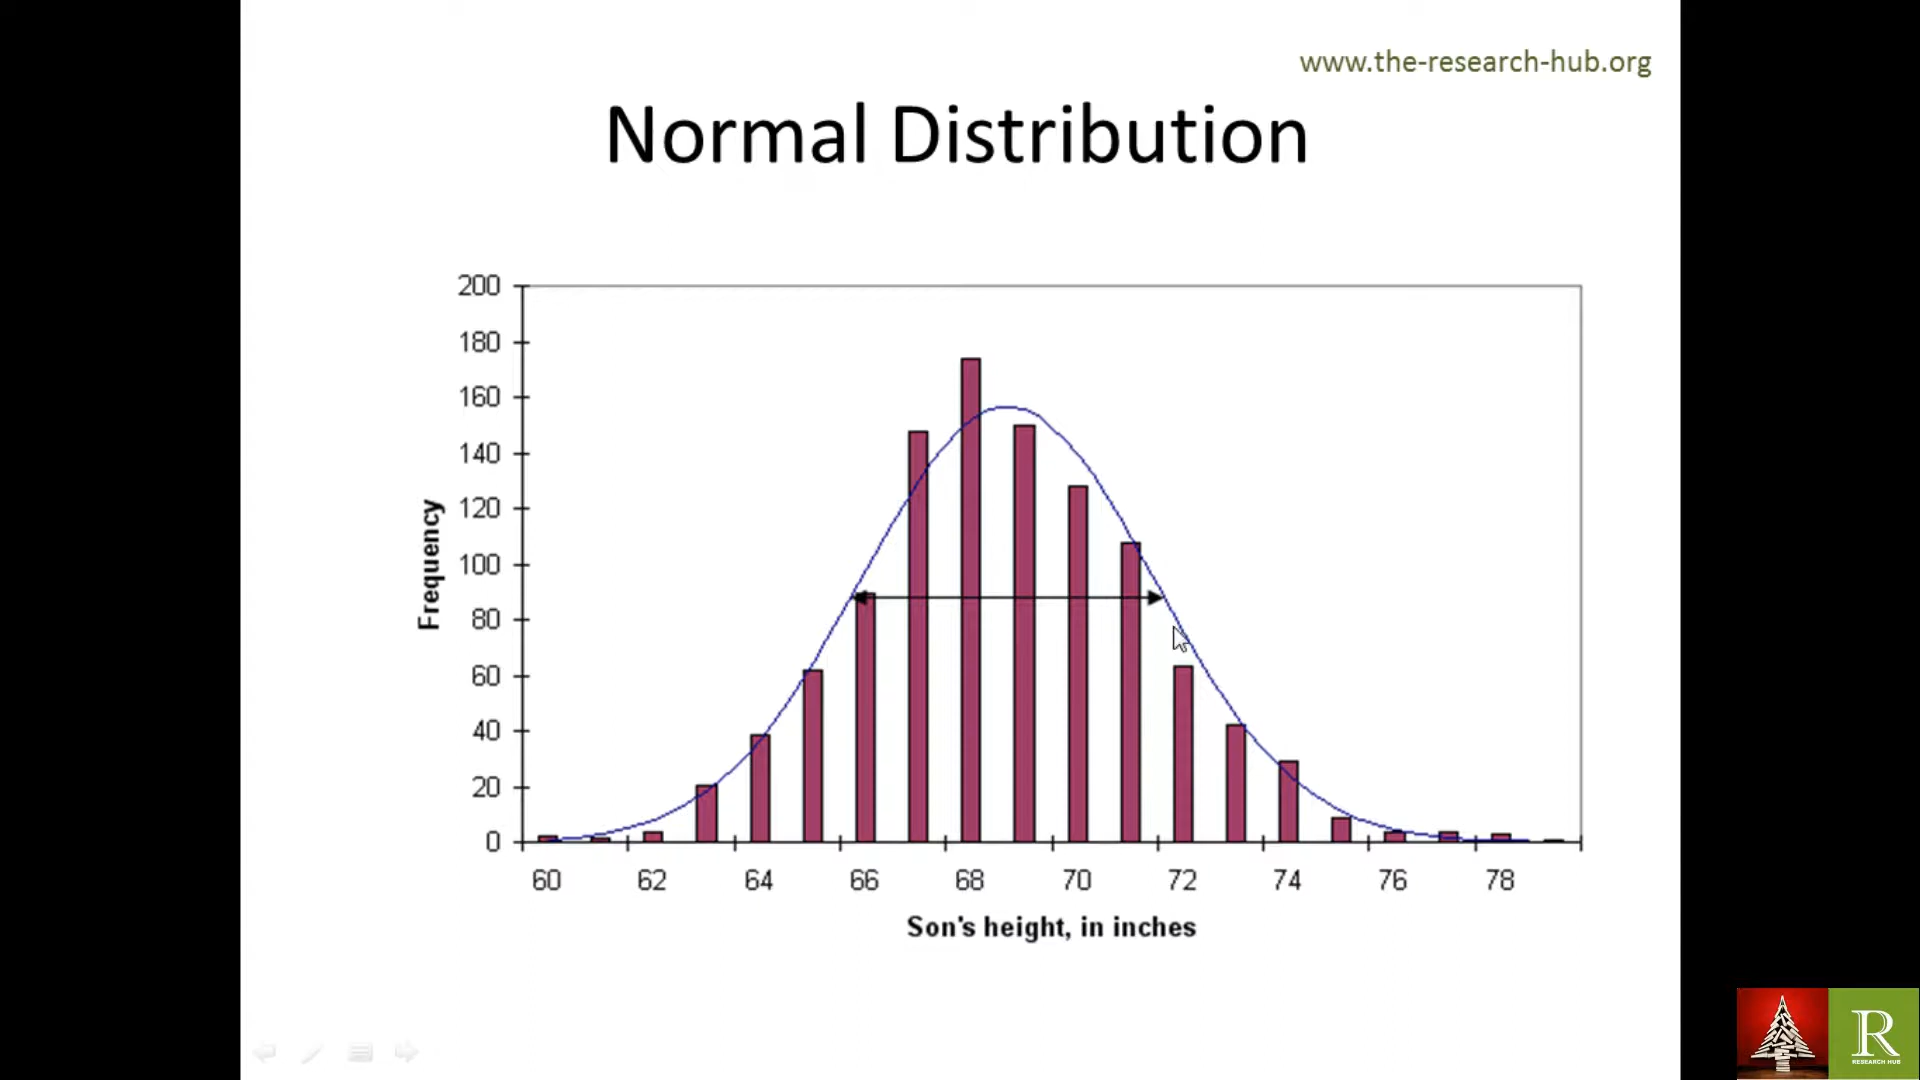 www.the-research-hub.org
Normal Distribution
200
180
160
140
120
100
80
60
40
20
0
Frequency
60 62 64 66 68 70 72 74 76 78
Son's height, in inches
R
RESEARCH HUB